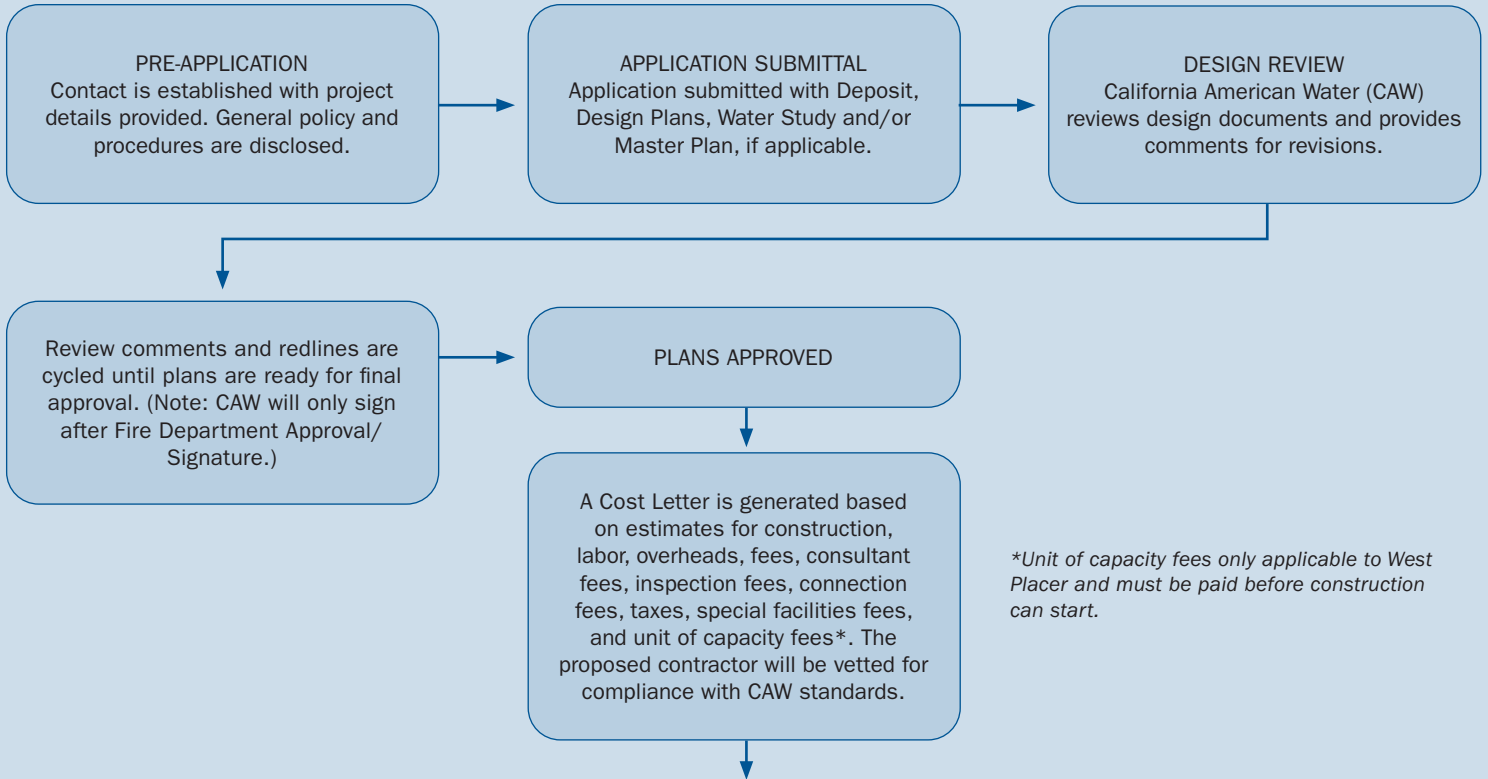 PRE-APPLICATION
Contact is established with project
details provided. General policy and
procedures are disclosed.
APPLICATION SUBMITTAL
Application submitted with Deposit,
Design Plans, Water Study and/or
Master Plan, if applicable.
DESIGN REVIEW
California American Water (CAW)
reviews design documents and provides
comments for revisions.
Review comments and redlines are
cycled until plans are ready for final
approval. (Note: CAW will only sign
after Fire Department Approval/
Signature.)
PLANS APPROVED
A Cost Letter is generated based
on estimates for construction,
labor, overheads, fees, consultant
fees, inspection fees, connection
fees, taxes, special facilities fees,
and unit of capacity fees*. The
proposed contractor will be vetted for
compliance with CAW standards.
*Unit of capacity fees only applicable to West
Placer and must be paid before construction
can start.